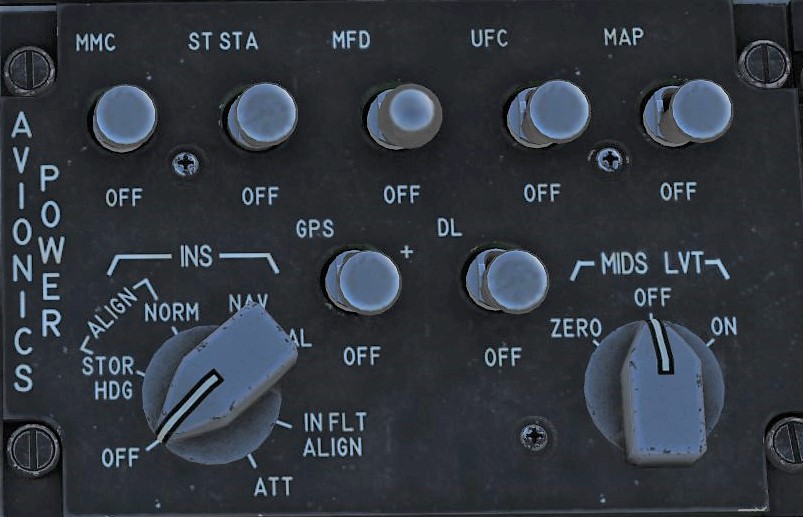 AVIONICS
POWER
MMC
ST STA
MFD
UFC
MAP
OFF
OFF
OFF
OFF
OFF
GPS
+
DL
OFF
OFF
INS
ALIGN
NORM
NAV
STOR
HDG
OFF
IN FLT
ALIGN
ATT
MIDS LVT
OFF
ZERO
ON